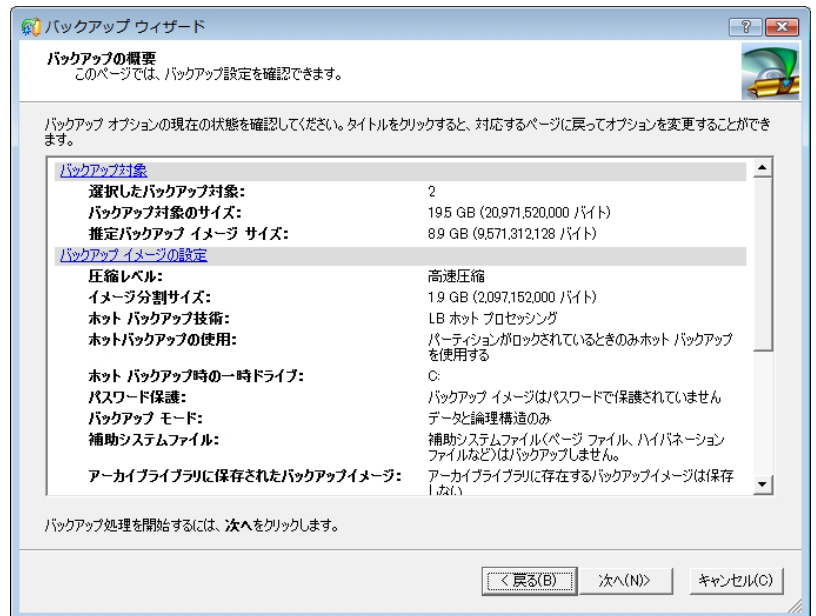 バックアップ ウィザード
バックアップの概要
このページでは、バックアップ設定を確認できます。
バックアップ オプションの現在の状態を確認してください。タイトルをクリックすると、対応するページに戻ってオプションを変更することができ
ます。
バックアップ対象
選択したバックアップ対象: 2
バックアップ対象のサイズ: 19.5 GB (20,971,520,000 バイト)
推定バックアップ イメージ サイズ: 8.9 GB (9,571,312,128 バイト)
バックアップ イメージの設定
圧縮レベル: 高速圧縮
イメージ分割サイズ: 1.9 GB (2,097,152,000 バイト)
ホット バックアップ技術: LB ホット プロセッシング
ホットバックアップの使用: パーティションがロックされているときのみホット バックアップ
を使用する
ホット バックアップ時の一時ドライブ: C:
パスワード保護: バックアップ イメージはパスワードで保護されていません
バックアップ モード: データと論理構造のみ
補助システムファイル: 補助システムファイル(ページ ファイル、ハイバネーション
ファイルなど)はバックアップしません。
アーカイブライブラリに保存されたバックアップイメージ: アーカイブライブラリに存在するバックアップイメージは保存
しない
バックアップ処理を開始するには、次へをクリックします。
< 戻る(B) 次へ(N)> キャンセル(C)